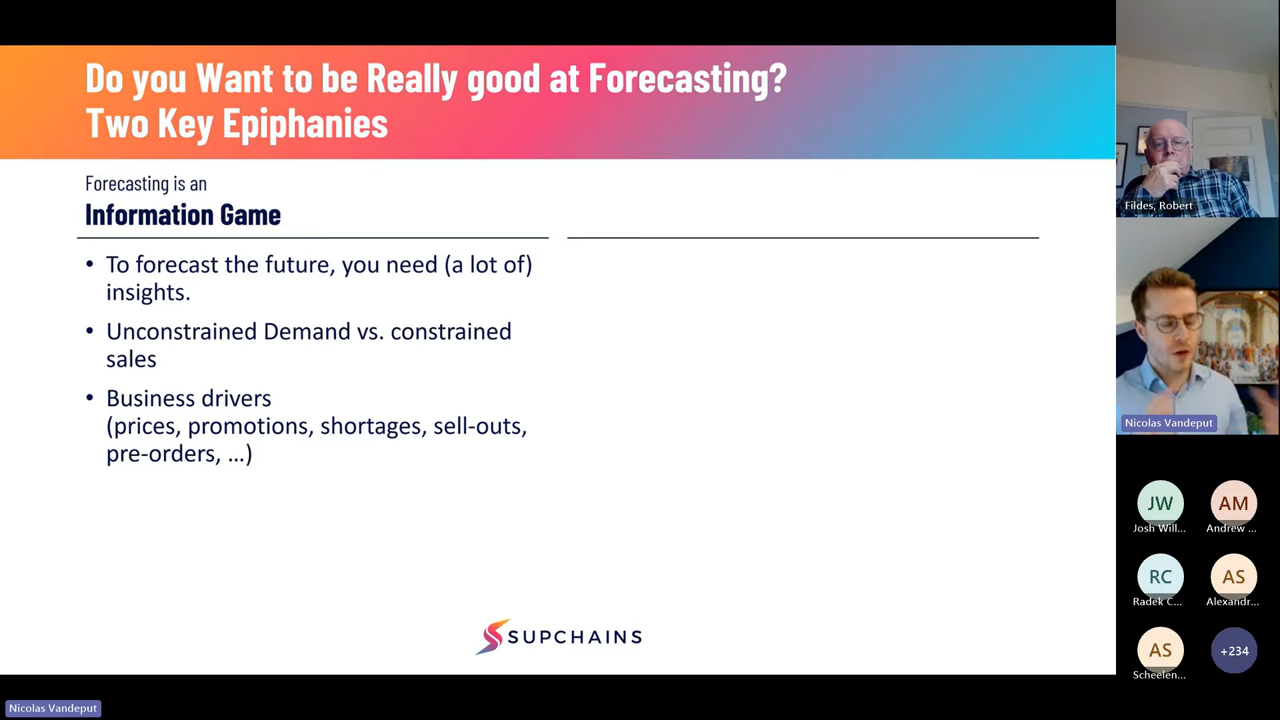 Do you Want to be Really good at Forecasting?
Two Key Epiphanies
Forecasting is an
Information Game
• To forecast the future, you need (a lot of)
insights.
• Unconstrained Demand vs. constrained
sales
• Business drivers
(prices, promotions, shortages, sell-outs,
pre-orders, …)
SUPCHAINS
Fildes, Robert
Nicolas Vandeput
JW
Josh Will...
AM
Andrew ...
RC
Radek C...
AS
Alexandr...
AS
Scheelen...
+234
Nicolas Vandeput